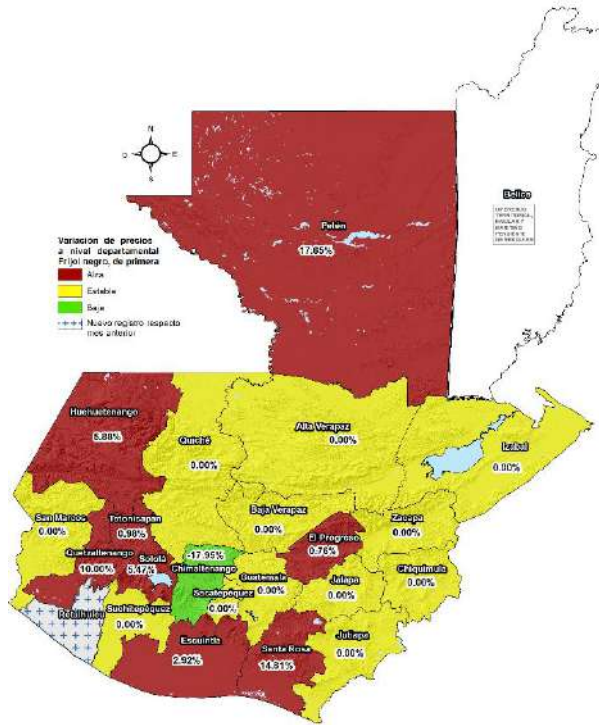 N
O E
S
Belice
Petén
17.65%
Variación de precios
a nivel departamental
Frijol negro, de primera
Alza
Estable
Baja
Nuevo registro respecto
mes anterior
Huehuetenango
5.88%
Quiché
0.00%
Alta Verapaz
0.00%
Izabal
0.00%
San Marcos
0.00%
Totonicapan
0.98%
Baja Verapaz
0.00%
Zacapa
0.00%
El Progreso
0.76%
Quetzaltenango
10.00%
Sololá
5.47%
-17.95%
Chimaltenango
Guatemala
0.00%
Jalapa
0.00%
Chiquimula
0.00%
Retalhuleu
Suchitepéquez
0.00%
Sacatepéquez
0.00%
Escuintla
2.92%
Santa Rosa
14.81%
Jutiapa
0.00%